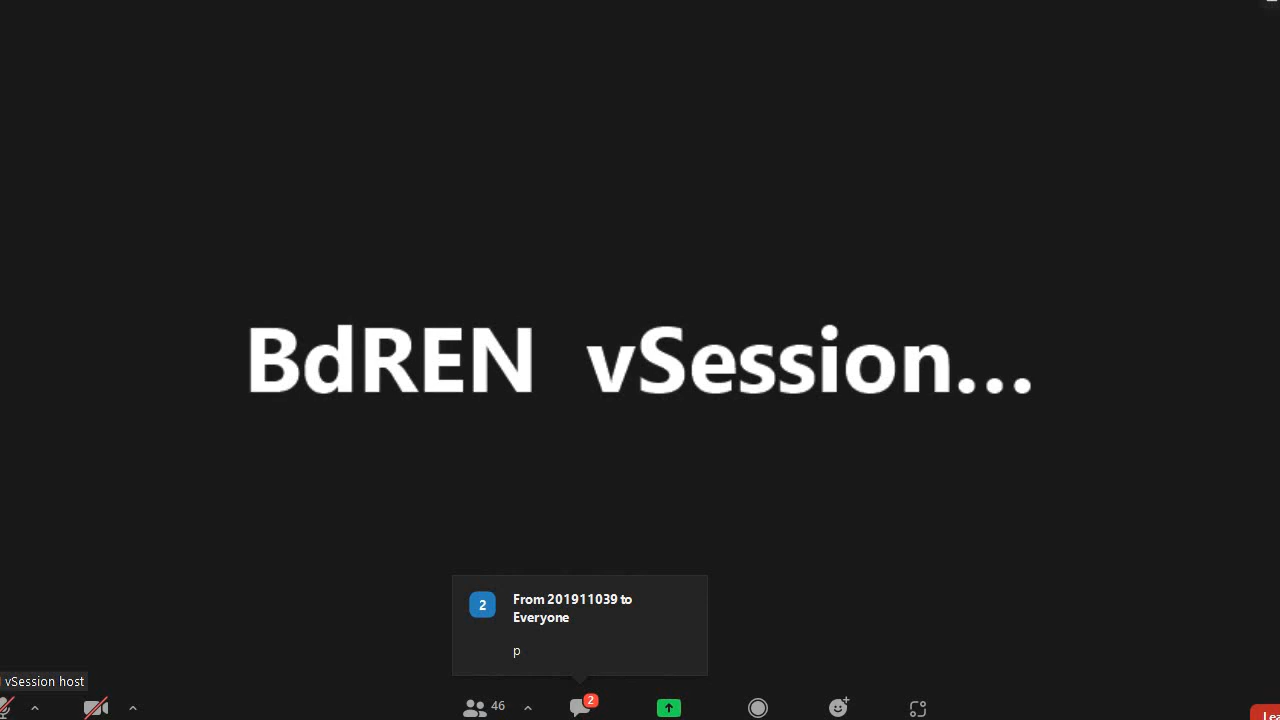 BdREN vSession...
2
From 201911039 to
Everyone
p
vSession host
46
2